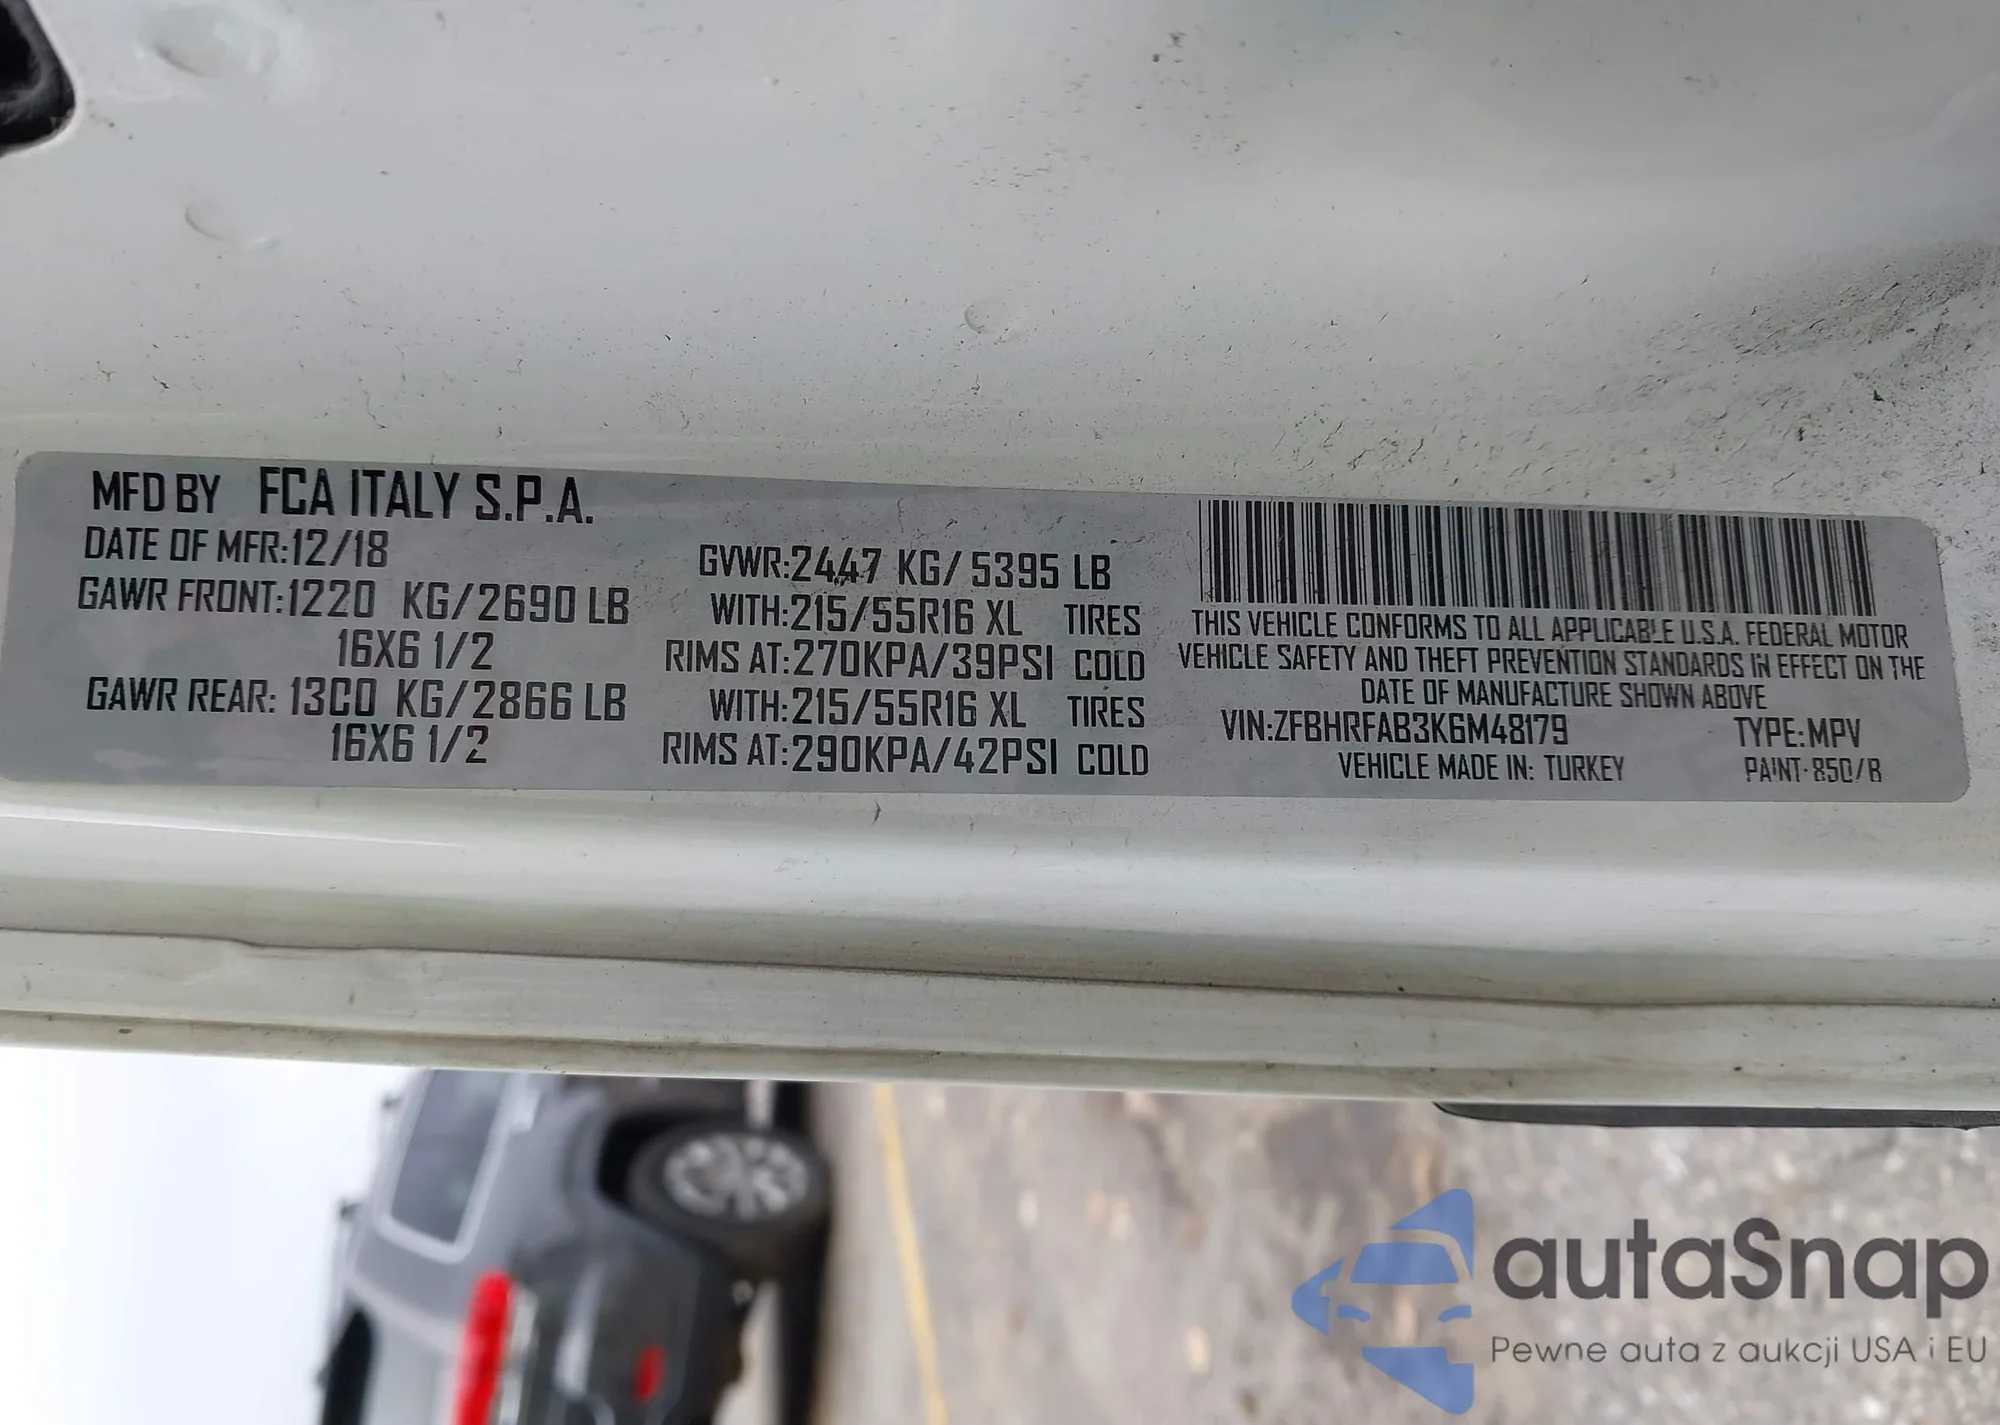 MFD BY FCA ITALY S.P.A.
DATE OF MFR:12/18
GAWR FRONT:1220 KG/2690 LB
16X6 1/2
GAWR REAR: 1300 KG/2866 LB
16X6 1/2
GVWR:2447 KG/5395 LB
WITH:215/55R16 XL TIRES
RIMS AT:270KPA/39PSI COLD
WITH:215/55R16 XL TIRES
RIMS AT:290KPA/42PSI COLD
THIS VEHICLE CONFORMS TO ALL APPLICABLE U.S.A. FEDERAL MOTOR
VEHICLE SAFETY AND THEFT PREVENTION STANDARDS IN EFFECT ON THE
DATE OF MANUFACTURE SHOWN ABOVE
VIN:ZFBHRFAB3K6M48179 TYPE:MPV
VEHICLE MADE IN: TURKEY PAINT:850/B
autaSnap
Pewne auta z aukcji USA i EU